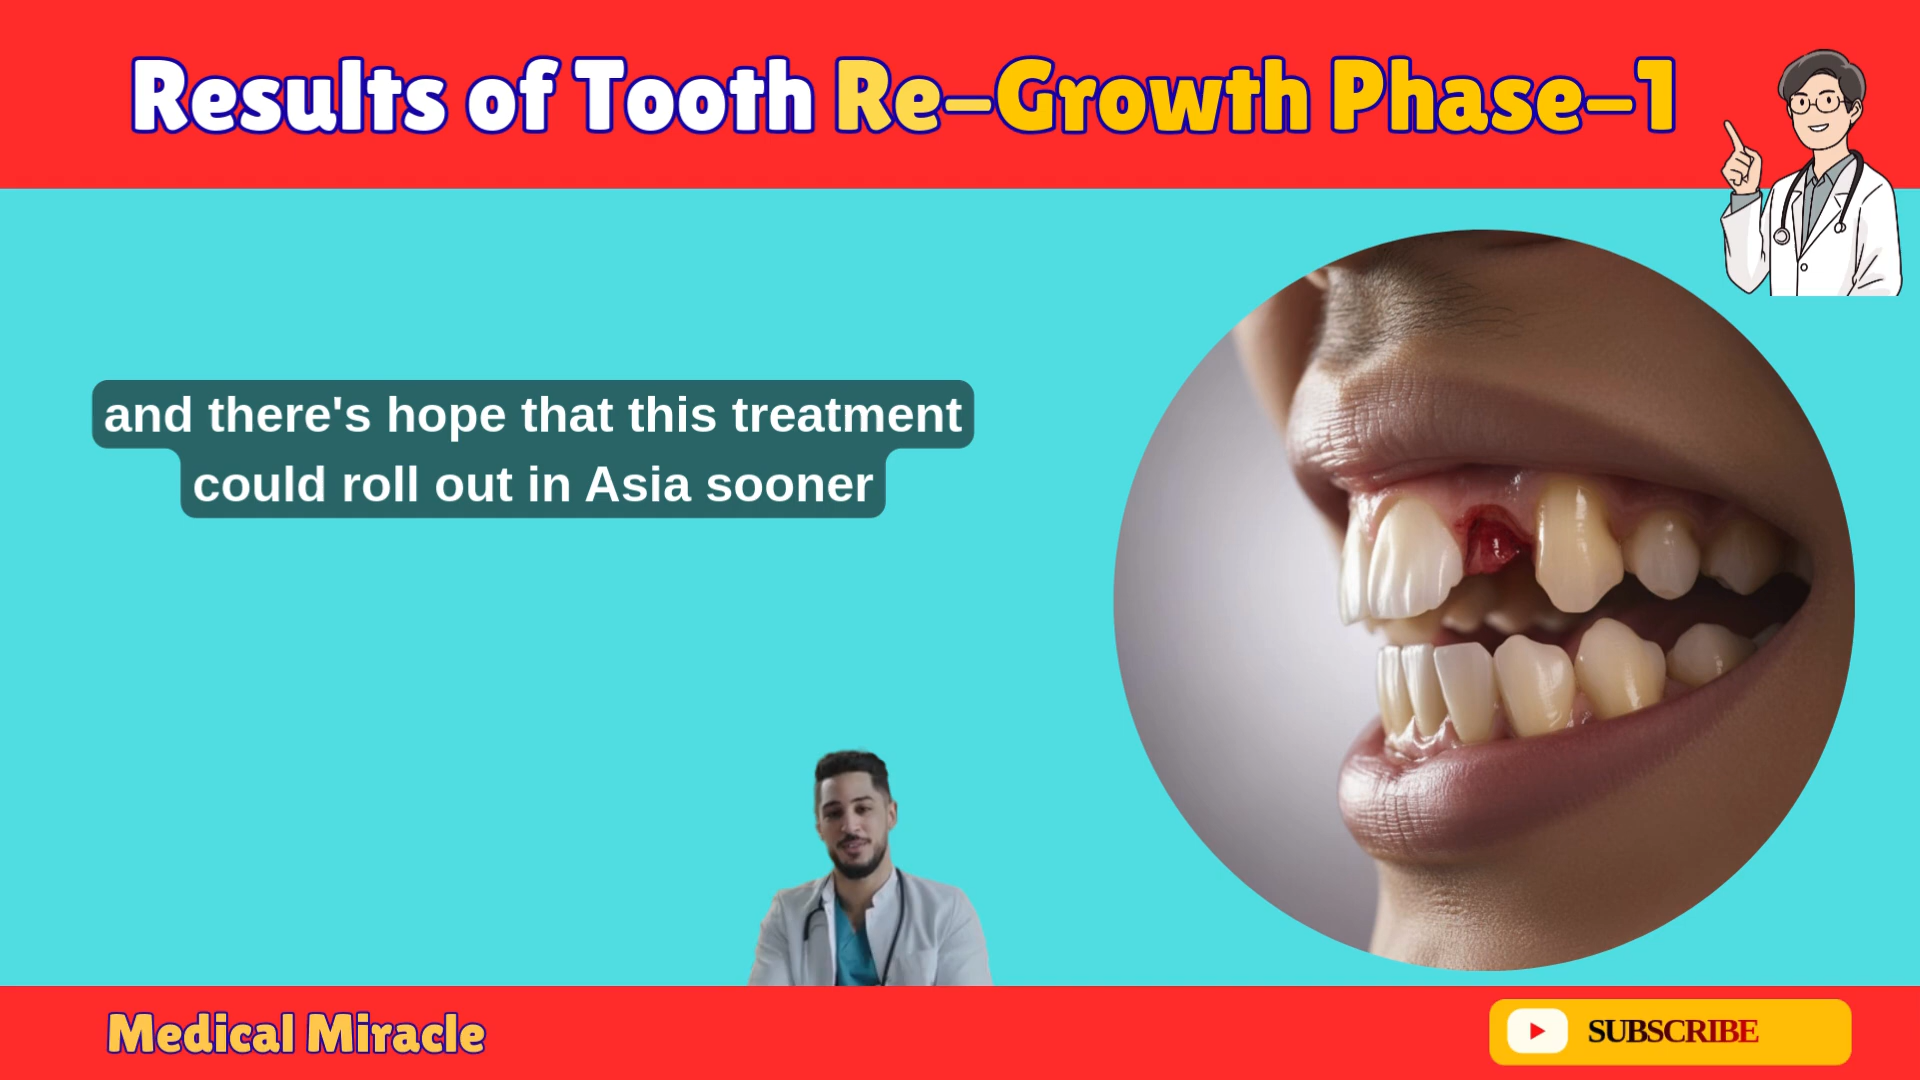 Results of Tooth Re-Growth Phase-1
and there's hope that this treatment
could roll out in Asia sooner
Medical Miracle
SUBSCRIBE